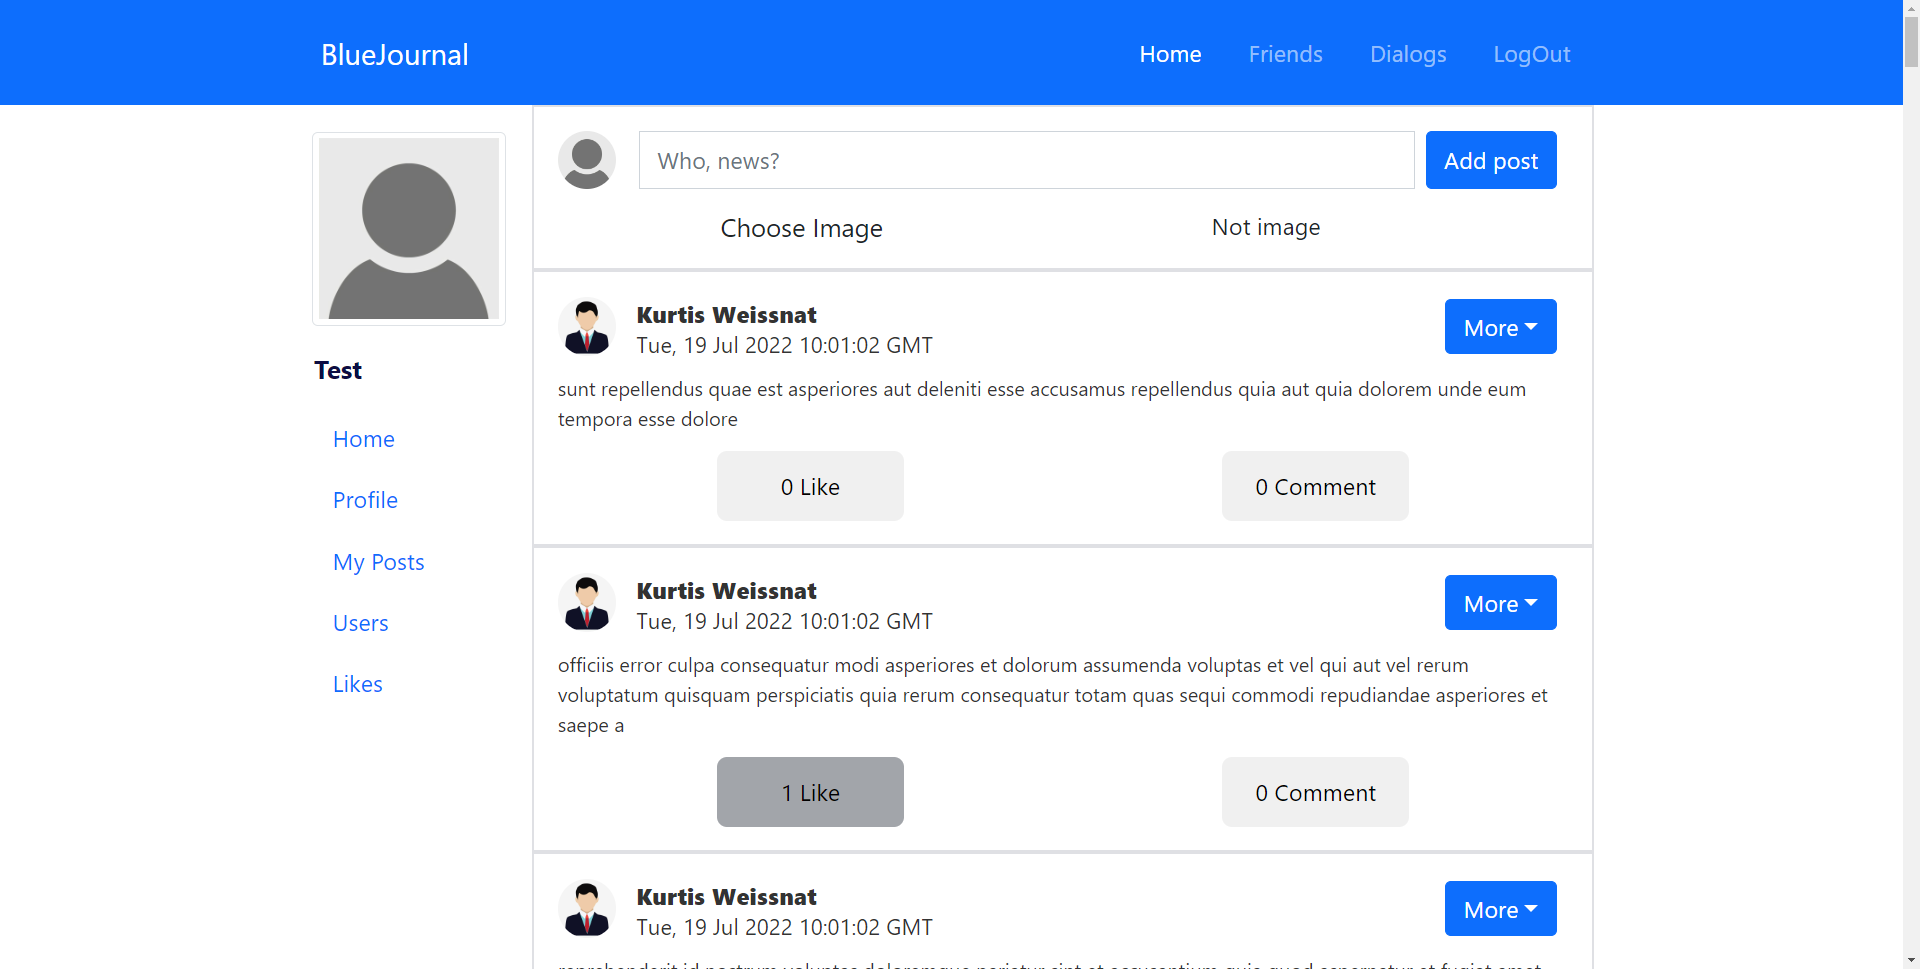 BlueJournal
Home Friends Dialogs LogOut
Test
Home
Profile
My Posts
Users
Likes
Who, news?
Add post
Choose Image
Not image
Kurtis Weissnat
Tue, 19 Jul 2022 10:01:02 GMT
More
sunt repellendus quae est asperiores aut deleniti esse accusamus repellendus quia aut quia dolorem unde eum
tempora esse dolore
0 Like
0 Comment
Kurtis Weissnat
Tue, 19 Jul 2022 10:01:02 GMT
More
officiis error culpa consequatur modi asperiores et dolorum assumenda voluptas et vel qui aut vel rerum
voluptatum quisquam perspiciatis quia rerum consequatur totam quas sequi commodi repudiandae asperiores et
saepe a
1 Like
0 Comment
Kurtis Weissnat
Tue, 19 Jul 2022 10:01:02 GMT
More